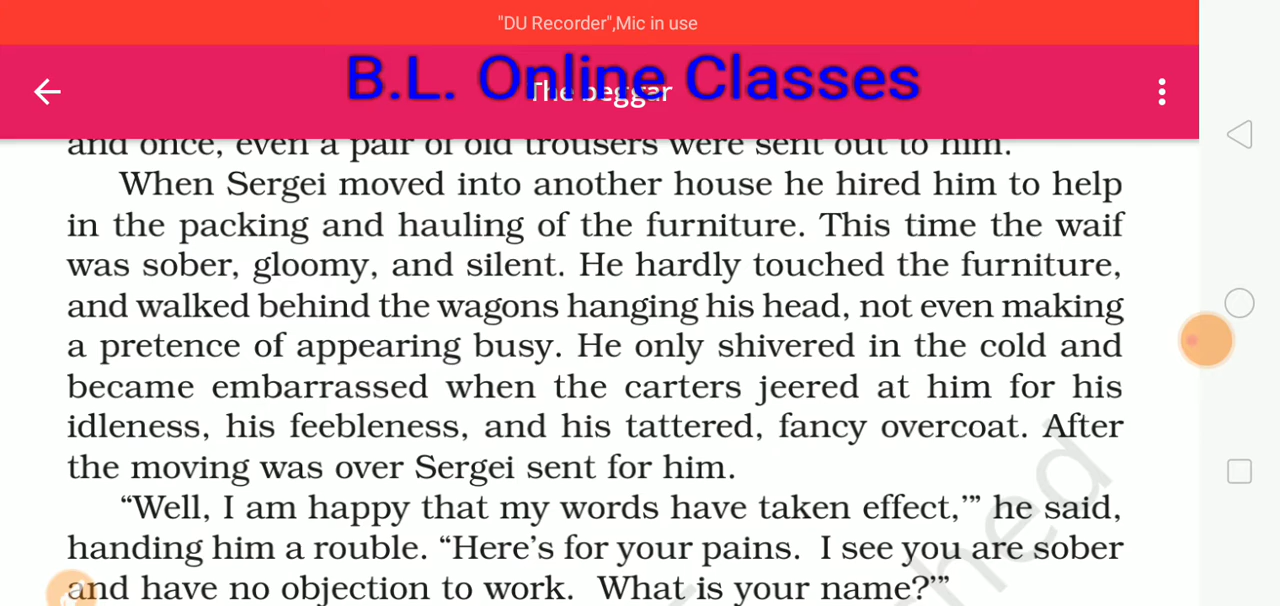 "DU Recorder",Mic in use
B.L. Online Classes
The beggar
and once, even a pair of old trousers were sent out to him.
When Sergei moved into another house he hired him to help
in the packing and hauling of the furniture. This time the waif
was sober, gloomy, and silent. He hardly touched the furniture,
and walked behind the wagons hanging his head, not even making
a pretence of appearing busy. He only shivered in the cold and
became embarrassed when the carters jeered at him for his
idleness, his feebleness, and his tattered, fancy overcoat. After
the moving was over Sergei sent for him.
“Well, I am happy that my words have taken effect,’” he said,
handing him a rouble. “Here’s for your pains. I see you are sober
and have no objection to work. What is your name?’”